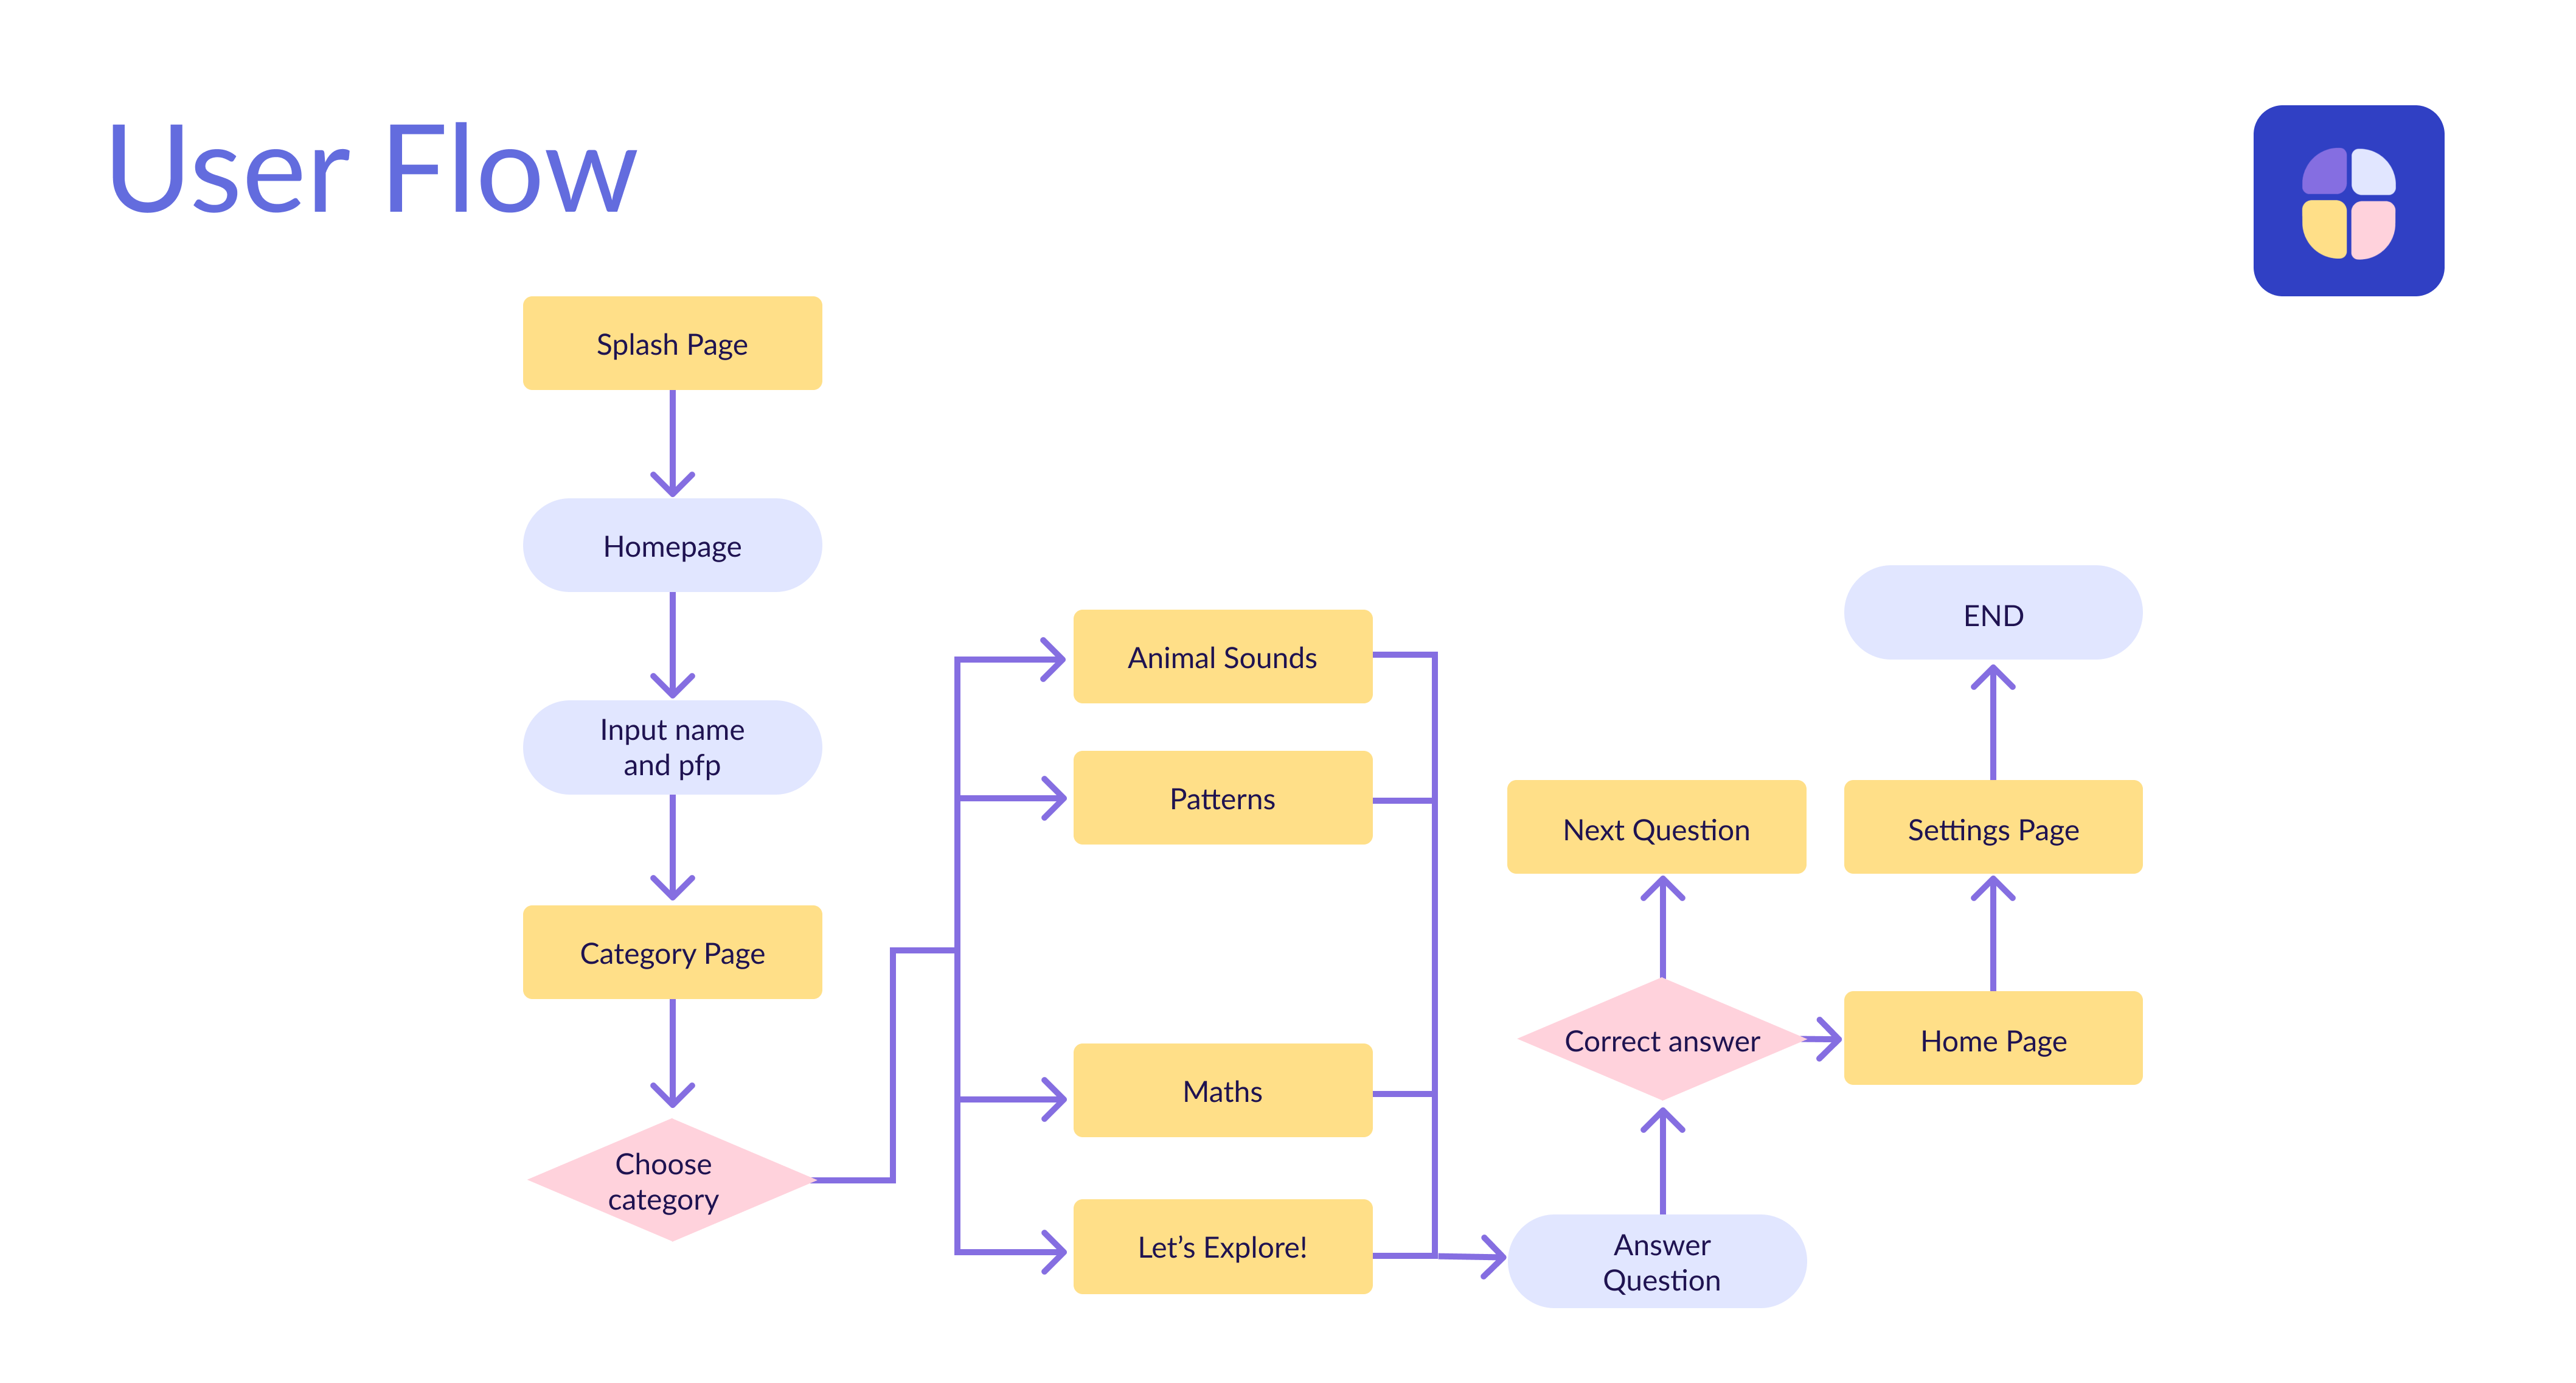 User Flow
Splash Page
Homepage
Input name
and pfp
Category Page
Choose
category
Animal Sounds
Patterns
Maths
Let’s Explore!
Answer
Question
Correct answer
Next Question
Home Page
Settings Page
END